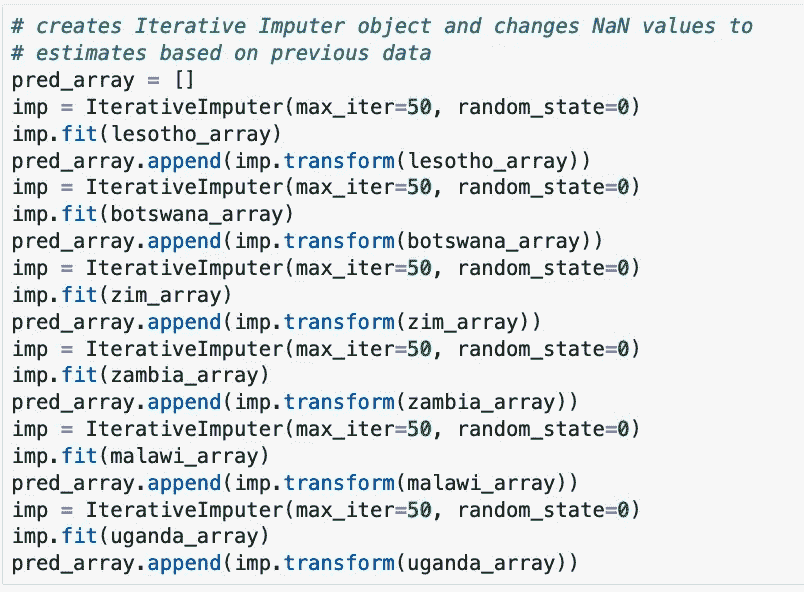 # creates Iterative Imputer object and changes NaN values to
# estimates based on previous data
pred_array = []
imp = IterativeImputer(max_iter=50, random_state=0)
imp.fit(lesotho_array)
pred_array.append(imp.transform(lesotho_array))
imp = IterativeImputer(max_iter=50, random_state=0)
imp.fit(botswana_array)
pred_array.append(imp.transform(botswana_array))
imp = IterativeImputer(max_iter=50, random_state=0)
imp.fit(zim_array)
pred_array.append(imp.transform(zim_array))
imp = IterativeImputer(max_iter=50, random_state=0)
imp.fit(zambia_array)
pred_array.append(imp.transform(zambia_array))
imp = IterativeImputer(max_iter=50, random_state=0)
imp.fit(malawi_array)
pred_array.append(imp.transform(malawi_array))
imp = IterativeImputer(max_iter=50, random_state=0)
imp.fit(uganda_array)
pred_array.append(imp.transform(uganda_array))